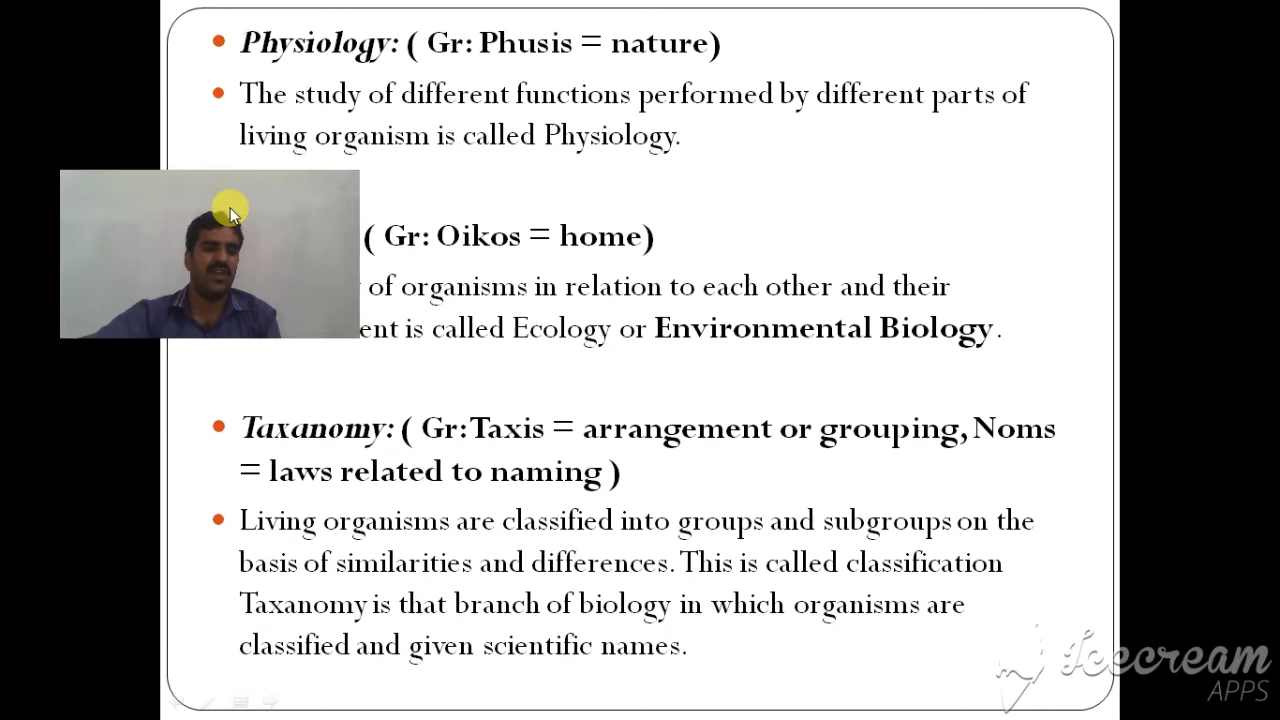 Physiology: ( Gr: Phusis = nature)
The study of different functions performed by different parts of
living organism is called Physiology.
( Gr: Oikos = home)
of organisms in relation to each other and their
is called Ecology or Environmental Biology.
Taxanomy: ( Gr:Taxis = arrangement or grouping, Noms
= laws related to naming )
Living organisms are classified into groups and subgroups on the
basis of similarities and differences. This is called classification
Taxanomy is that branch of biology in which organisms are
classified and given scientific names.
Icecream
APPS